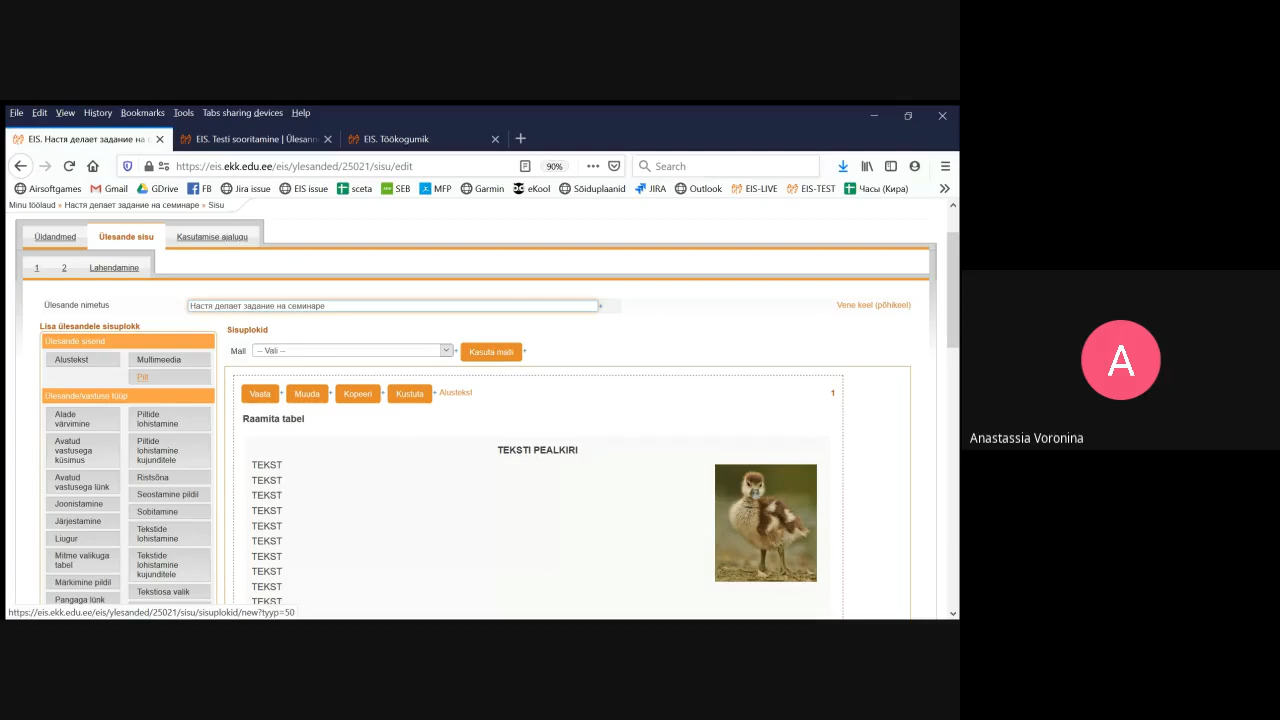 File Edit View History Bookmarks Tools Tabs sharing devices Help
EIS. Настя делает задание на с
EIS. Testi sooritamine | Ülesann
EIS. Töökogumik
https://eis.ekk.edu.ee/eis/ylesanded/25021/sisu/edit
90%
Search
Airsoftgames Gmail GDrive FB Jira issue EIS issue sceta SEB MFP Garmin eKool Sõiduplaanid JIRA Outlook EIS-LIVE EIS-TEST Часы (Кира)
Minu töölaud » Настя делает задание на семинаре » Sisu
Üldandmed Ülesande sisu Kasutamise ajalugu
1 2 Lahendamine
Ülesande nimetus Настя делает задание на семинаре Vene keel (põhikeel)
Lisa ülesandele sisuplokk
Ülesande sisend
Alustekst Multimeedia
Pilt
Ülesande/vastuse tüüp
Alade värvimine
Piltide lohistamine
Avatud vastusega küsimus
Piltide lohistamine kujunditele
Avatud vastusega lünk
Ristsõna
Joonistamine
Seostamine pildil
Järjestamine
Sobitamine
Liugur
Tekstide lohistamine
Mitme valikuga tabel
Tekstide lohistamine kujunditele
Märkimine pildil
Tekstiosa valik
Pangaga lünk
Sisuplokid
Mall -- Vali -- Kasuta malli
Vaata Muuda Kopeeri Kustuta Alustekst 1
Raamita tabel
TEKSTI PEALKIRI
TEKST
TEKST
TEKST
TEKST
TEKST
TEKST
TEKST
TEKST
TEKST
TEKST
https://eis.ekk.edu.ee/eis/ylesanded/25021/sisu/sisuplokid/new?tyyp=50
A
Anastassia Voronina